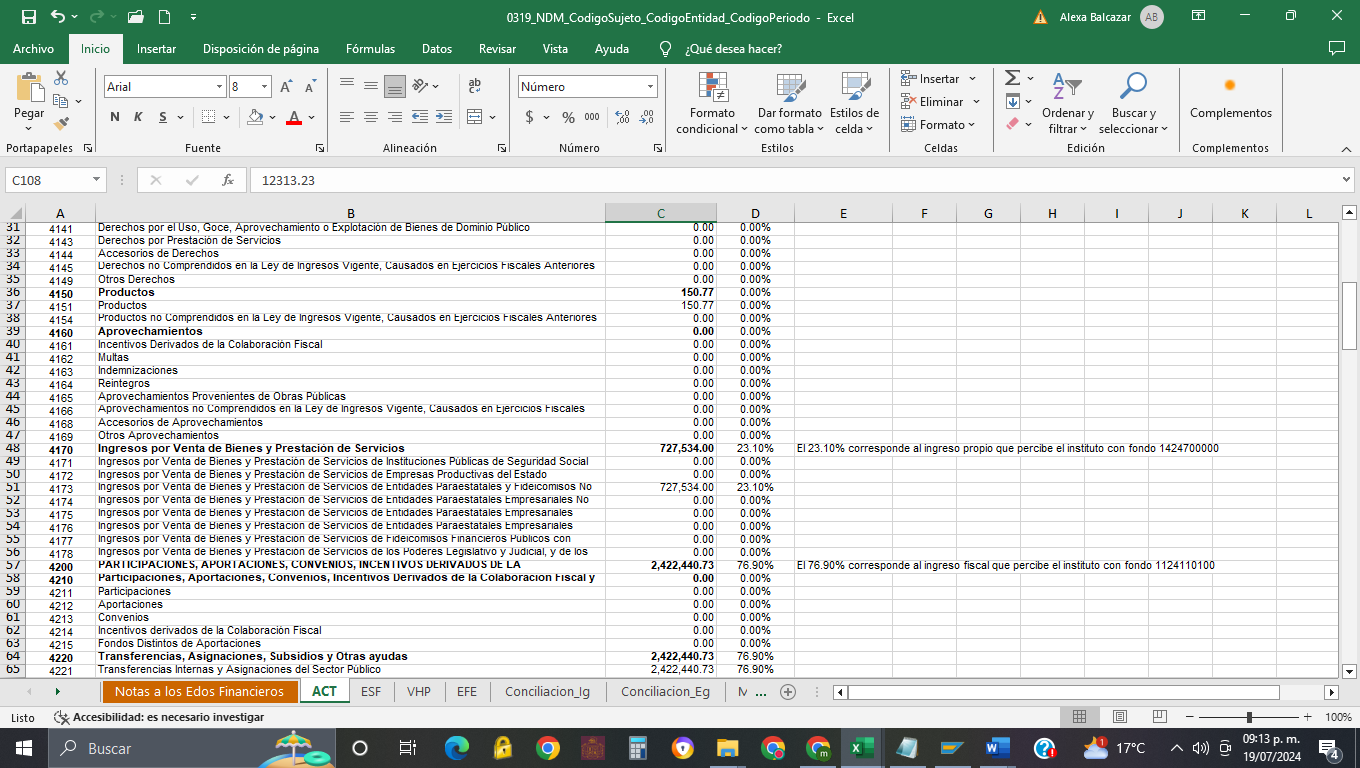 0319_NDM_CodigoSujeto_CodigoEntidad_CodigoPeriodo - Excel
Alexa Balcazar AB
Archivo Inicio Insertar Disposición de página Fórmulas Datos Revisar Vista Ayuda ¿Qué desea hacer?
Pegar
Portapapeles
Arial 8
N K S
Fuente
ab
Alineación
Número
$ % 000
Número
Formato condicional
Dar formato como tabla
Estilos de celda
Estilos
Insertar
Eliminar
Formato
Celdas
Ordenar y filtrar
Buscar y seleccionar
Edición
Complementos
Complementos
C108 fx 12313.23
A B C D E F G H I J K L
31 4141 Derechos por el Uso, Goce, Aprovechamiento o Explotación de Bienes de Dominio Público 0.00 0.00%
32 4143 Derechos por Prestación de Servicios 0.00 0.00%
33 4144 Accesorios de Derechos 0.00 0.00%
34 4145 Derechos no Comprendidos en la Ley de Ingresos Vigente, Causados en Ejercicios Fiscales Anteriores 0.00 0.00%
35 4149 Otros Derechos 0.00 0.00%
36 4150 Productos 150.77 0.00%
37 4151 Productos 150.77 0.00%
38 4154 Productos no Comprendidos en la Ley de Ingresos Vigente, Causados en Ejercicios Fiscales Anteriores 0.00 0.00%
39 4160 Aprovechamientos 0.00 0.00%
40 4161 Incentivos Derivados de la Colaboración Fiscal 0.00 0.00%
41 4162 Multas 0.00 0.00%
42 4163 Indemnizaciones 0.00 0.00%
43 4164 Reintegros 0.00 0.00%
44 4165 Aprovechamientos Provenientes de Obras Públicas 0.00 0.00%
45 4166 Aprovechamientos no Comprendidos en la Ley de Ingresos Vigente, Causados en Ejercicios Fiscales 0.00 0.00%
46 4168 Accesorios de Aprovechamientos 0.00 0.00%
47 4169 Otros Aprovechamientos 0.00 0.00%
48 4170 Ingresos por Venta de Bienes y Prestación de Servicios 727,534.00 23.10% El 23.10% corresponde al ingreso propio que percibe el instituto con fondo 1424700000
49 4171 Ingresos por Venta de Bienes y Prestación de Servicios de Instituciones Públicas de Seguridad Social 0.00 0.00%
50 4172 Ingresos por Venta de Bienes y Prestación de Servicios de Empresas Productivas del Estado 0.00 0.00%
51 4173 Ingresos por Venta de Bienes y Prestación de Servicios de Entidades Paraestatales y Fideicomisos No 727,534.00 23.10%
52 4174 Ingresos por Venta de Bienes y Prestación de Servicios de Entidades Paraestatales Empresariales No 0.00 0.00%
53 4175 Ingresos por Venta de Bienes y Prestación de Servicios de Entidades Paraestatales Empresariales 0.00 0.00%
54 4176 Ingresos por Venta de Bienes y Prestación de Servicios de Entidades Paraestatales Empresariales 0.00 0.00%
55 4177 Ingresos por Venta de Bienes y Prestación de Servicios de Fideicomisos Financieros Públicos con 0.00 0.00%
56 4178 Ingresos por Venta de Bienes y Prestación de Servicios de los Poderes Legislativo y Judicial, y de los 0.00 0.00%
57 4200 PARTICIPACIONES, APORTACIONES, CONVENIOS, INCENTIVOS DERIVADOS DE LA 2,422,440.73 76.90% El 76.90% corresponde al ingreso fiscal que percibe el instituto con fondo 1124110100
58 4210 Participaciones, Aportaciones, Convenios, Incentivos Derivados de la Colaboración Fiscal y 0.00 0.00%
59 4211 Participaciones 0.00 0.00%
60 4212 Aportaciones 0.00 0.00%
61 4213 Convenios 0.00 0.00%
62 4214 Incentivos derivados de la Colaboración Fiscal 0.00 0.00%
63 4215 Fondos Distintos de Aportaciones 0.00 0.00%
64 4220 Transferencias, Asignaciones, Subsidios y Otras ayudas 2,422,440.73 76.90%
65 4221 Transferencias Internas y Asignaciones del Sector Público 2,422,440.73 76.90%
Notas a los Edos Financieros ACT ESF VHP EFE Conciliacion_Ig Conciliacion_Eg ...
Listo Accesibilidad: es necesario investigar 100%
Buscar 17°C 09:13 p. m.
19/07/2024 4